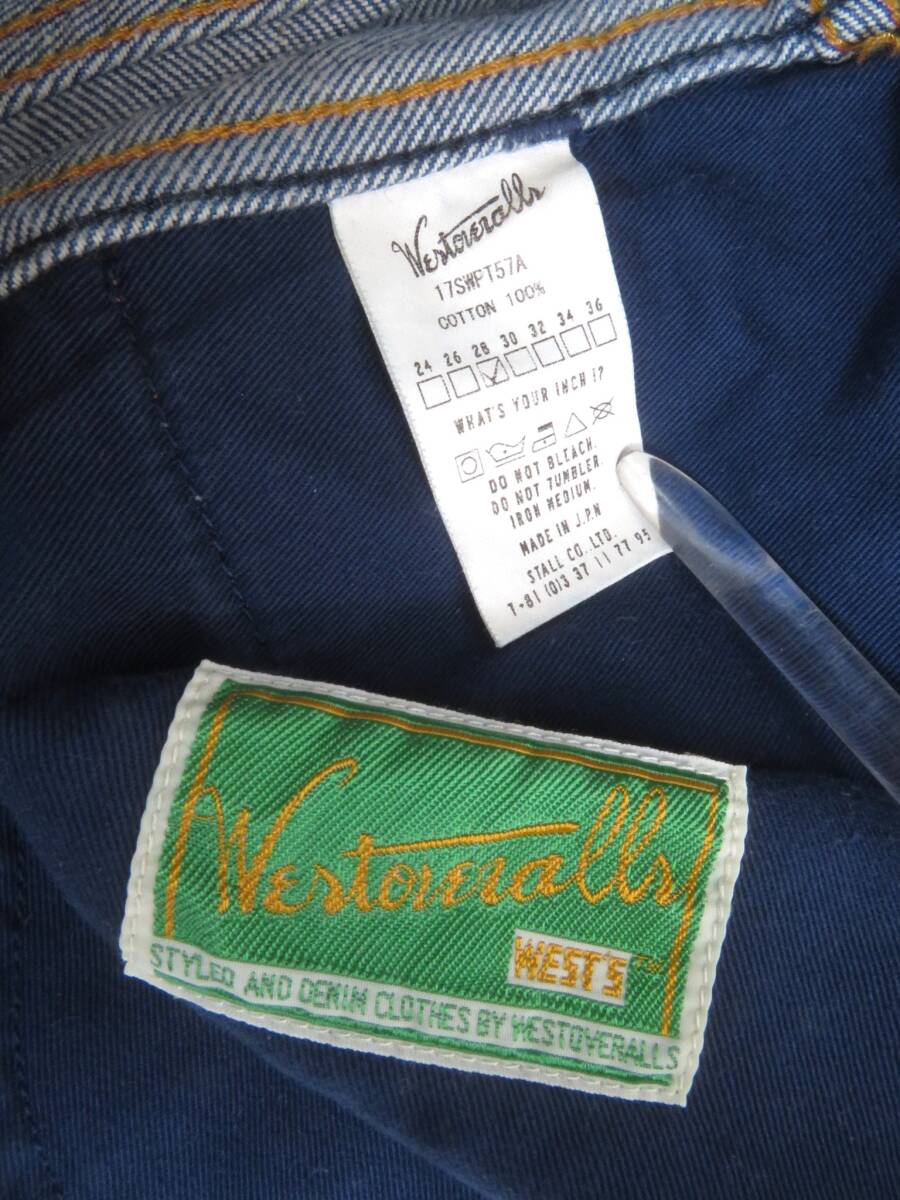 Westoveralls
17SWPT57A
COTTON 100%
24 26 28 30 32 34 36
WHAT'S YOUR INCH !?
DO NOT BLEACH.
DO NOT TUMBLER.
IRON MEDIUM.
MADE IN J.P.N
STALL CO.,LTD.
T+81 (0)3 37 11 77 95
Westoveralls
WEST'S™
STYLED AND DENIM CLOTHES BY WESTOVERALLS